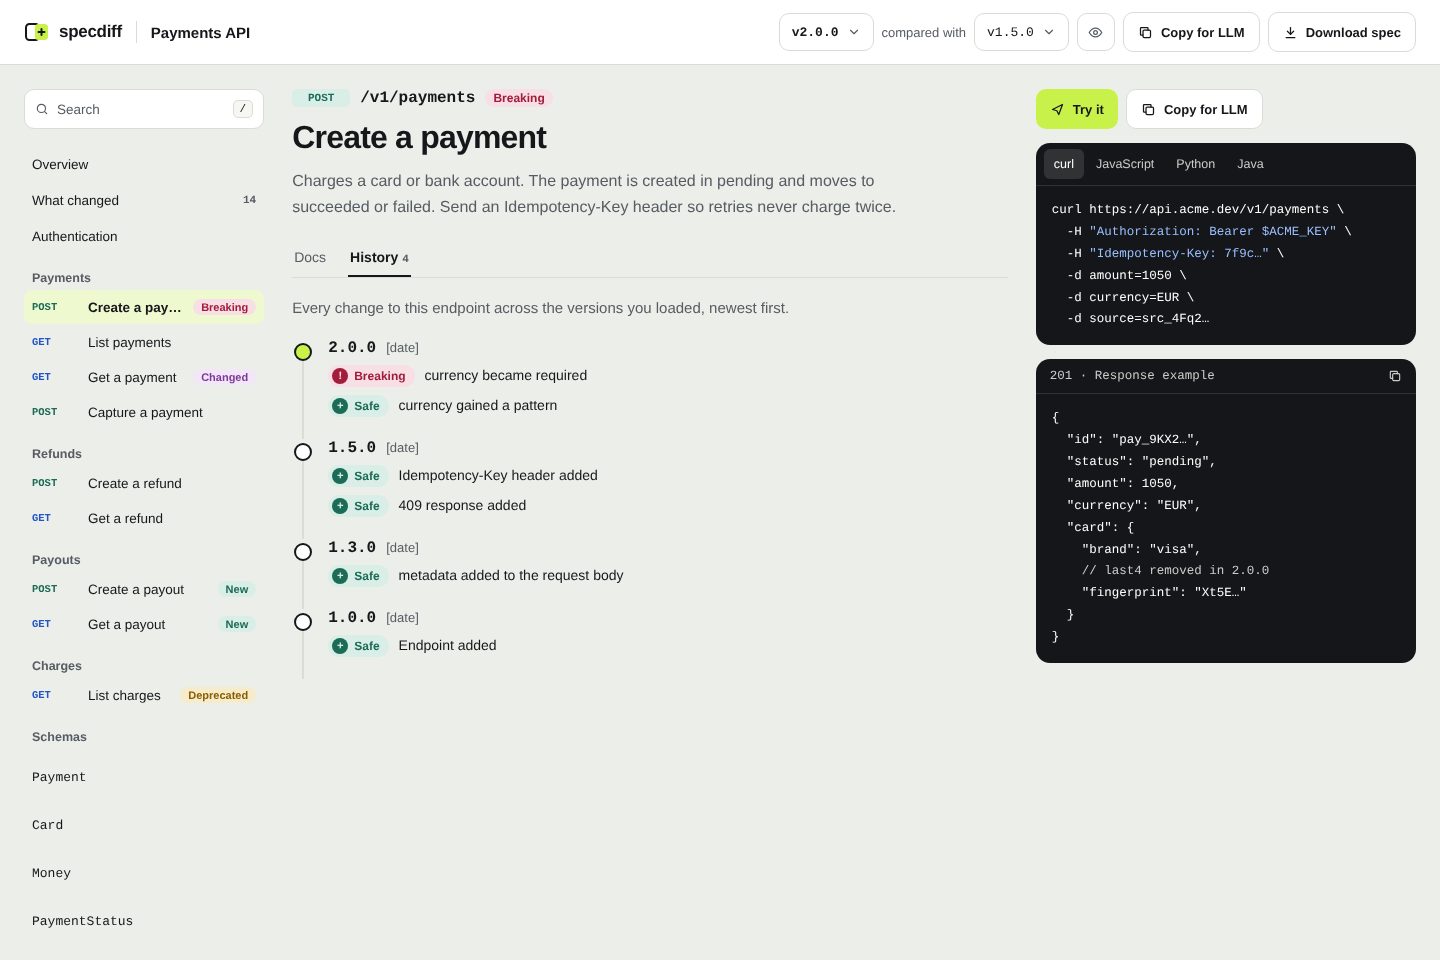 specdiff
Payments API
v2.0.0
compared with
v1.5.0
Copy for LLM
Download spec
Search
/
Overview
What changed 14
Authentication
Payments
POST Create a pay... Breaking
GET List payments
GET Get a payment Changed
POST Capture a payment
Refunds
POST Create a refund
GET Get a refund
Payouts
POST Create a payout New
GET Get a payout New
Charges
GET List charges Deprecated
Schemas
Payment
Card
Money
PaymentStatus
POST /v1/payments Breaking
Create a payment
Charges a card or bank account. The payment is created in pending and moves to
succeeded or failed. Send an Idempotency-Key header so retries never charge twice.
Docs History 4
Every change to this endpoint across the versions you loaded, newest first.
2.0.0 [date]
! Breaking currency became required
+ Safe currency gained a pattern
1.5.0 [date]
+ Safe Idempotency-Key header added
+ Safe 409 response added
1.3.0 [date]
+ Safe metadata added to the request body
1.0.0 [date]
+ Safe Endpoint added
Try it
Copy for LLM
curl JavaScript Python Java
curl https://api.acme.dev/v1/payments \
-H "Authorization: Bearer $ACME_KEY" \
-H "Idempotency-Key: 7f9c…" \
-d amount=1050 \
-d currency=EUR \
-d source=src_4Fq2…
201 · Response example
{
"id": "pay_9KX2…",
"status": "pending",
"amount": 1050,
"currency": "EUR",
"card": {
"brand": "visa",
// last4 removed in 2.0.0
"fingerprint": "Xt5E…"
}
}